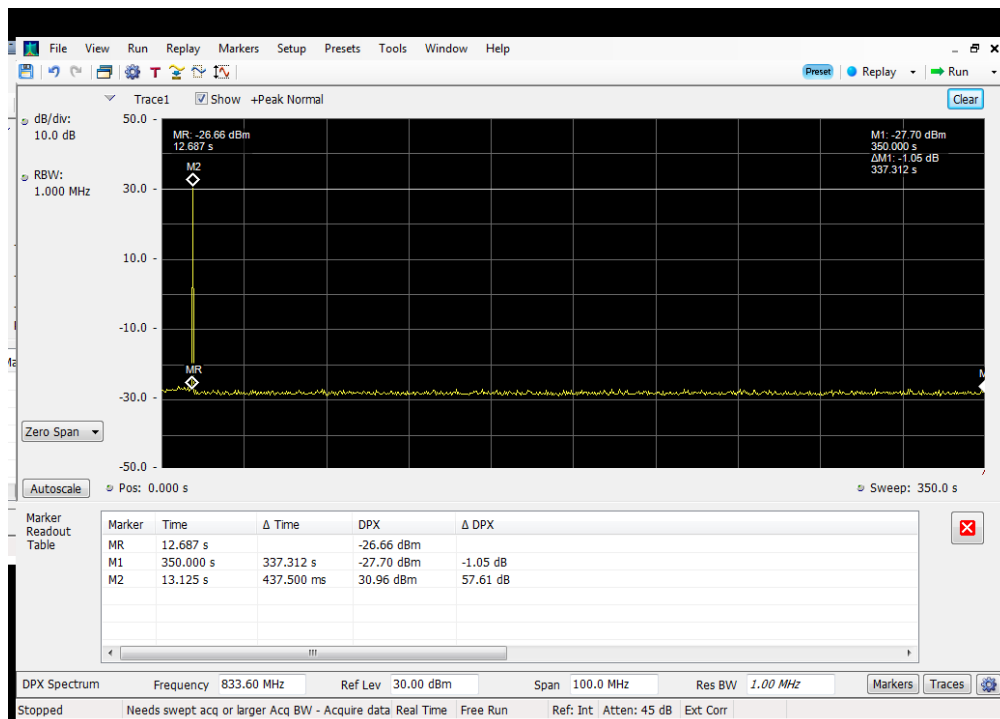 File View Run Replay Markers Setup Presets Tools Window Help
T Preset Replay Run
Trace1 Show +Peak Normal Clear
dB/div:
10.0 dB
RBW:
1.000 MHz
50.0 -
30.0 -
10.0 -
-10.0 -
-30.0 -
-50.0 -
MR: -26.66 dBm
12.687 s
M1: -27.70 dBm
350.000 s
ΔM1: -1.05 dB
337.312 s
M2
MR
M
Zero Span
Autoscale Pos: 0.000 s Sweep: 350.0 s
Marker
Readout
Table
Marker Time Δ Time DPX Δ DPX
MR 12.687 s -26.66 dBm
M1 350.000 s 337.312 s -27.70 dBm -1.05 dB
M2 13.125 s 437.500 ms 30.96 dBm 57.61 dB
DPX Spectrum Frequency 833.60 MHz Ref Lev 30.00 dBm Span 100.0 MHz Res BW 1.00 MHz Markers Traces
Stopped Needs swept acq or larger Acq BW - Acquire data Real Time Free Run Ref: Int Atten: 45 dB Ext Corr